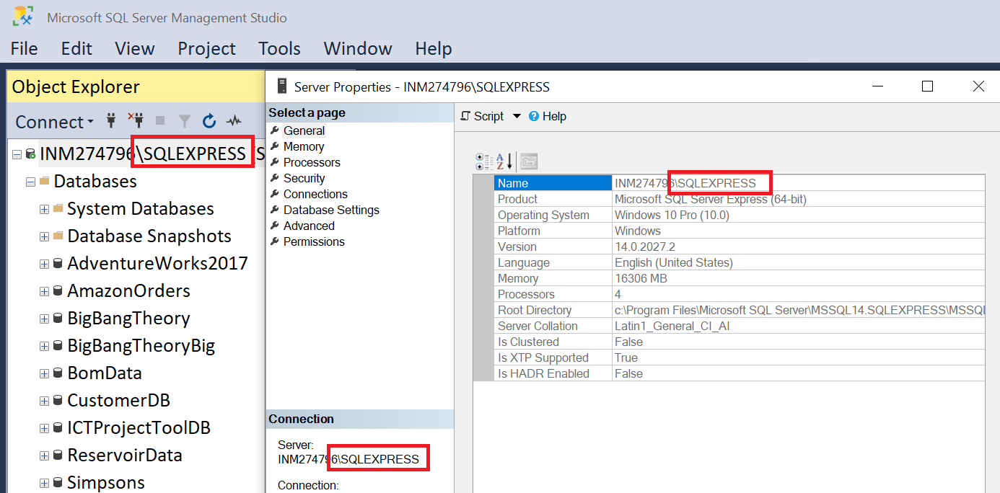 Microsoft SQL Server Management Studio
File Edit View Project Tools Window Help
Object Explorer
Connect
INM274796\SQLEXPRESS (S
Databases
System Databases
Database Snapshots
AdventureWorks2017
AmazonOrders
BigBangTheory
BigBangTheoryBig
BomData
CustomerDB
ICTProjectToolDB
ReservoirData
Simpsons
Server Properties - INM274796\SQLEXPRESS
Select a page
General
Memory
Processors
Security
Connections
Database Settings
Advanced
Permissions
Connection
Server:
INM274796\SQLEXPRESS
Connection:
Script Help
Name INM274796\SQLEXPRESS
Product Microsoft SQL Server Express (64-bit)
Operating System Windows 10 Pro (10.0)
Platform Windows
Version 14.0.2027.2
Language English (United States)
Memory 16306 MB
Processors 4
Root Directory c:\Program Files\Microsoft SQL Server\MSSQL14.SQLEXPRESS\MSSQL
Server Collation Latin1_General_CI_AI
Is Clustered False
Is XTP Supported True
Is HADR Enabled False